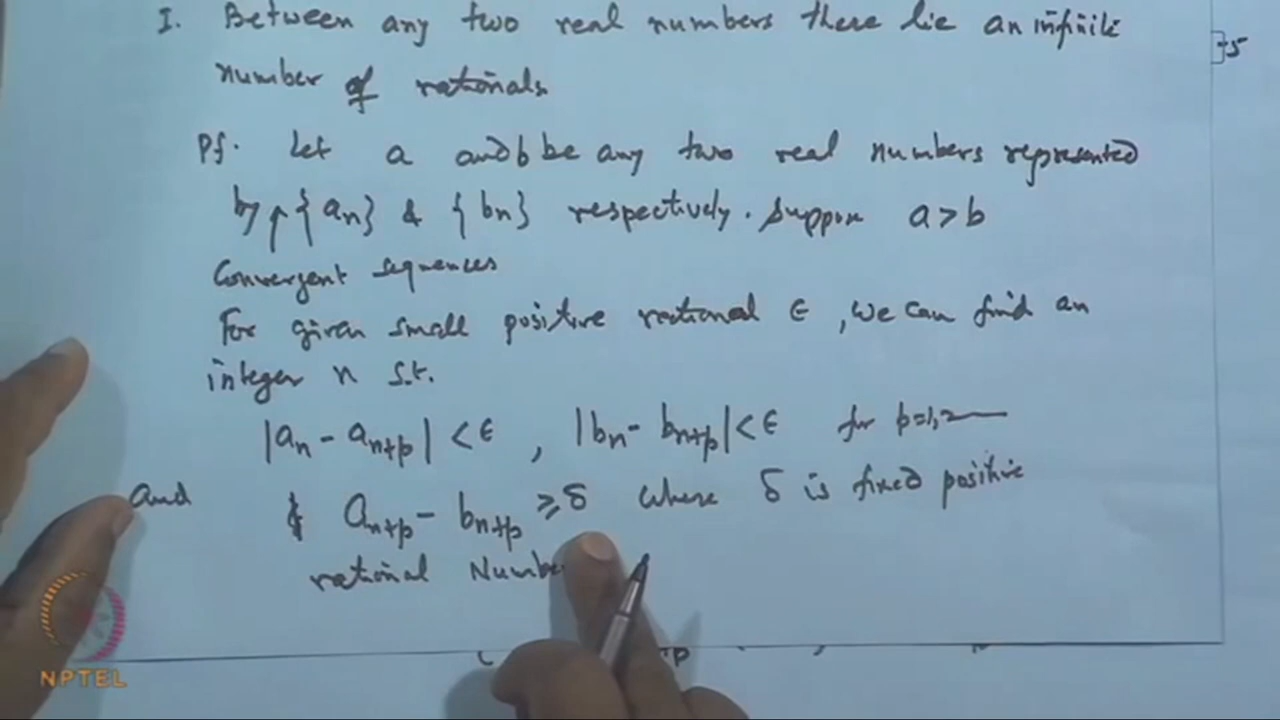 I. Between any two real numbers there lie an infinite
number of rationals.
Pf. Let a and b be any two real numbers represented
by ↑ {an} & {bn} respectively. Suppose a > b
Convergent sequences
For given small positive rational ε, we can find an
integer n s.t.
|an - an+p| < ε , |bn - bn+p| < ε for p=1,2—
and & an+p - bn+p ≥ δ where δ is fixed positive
rational Number
NPTEL